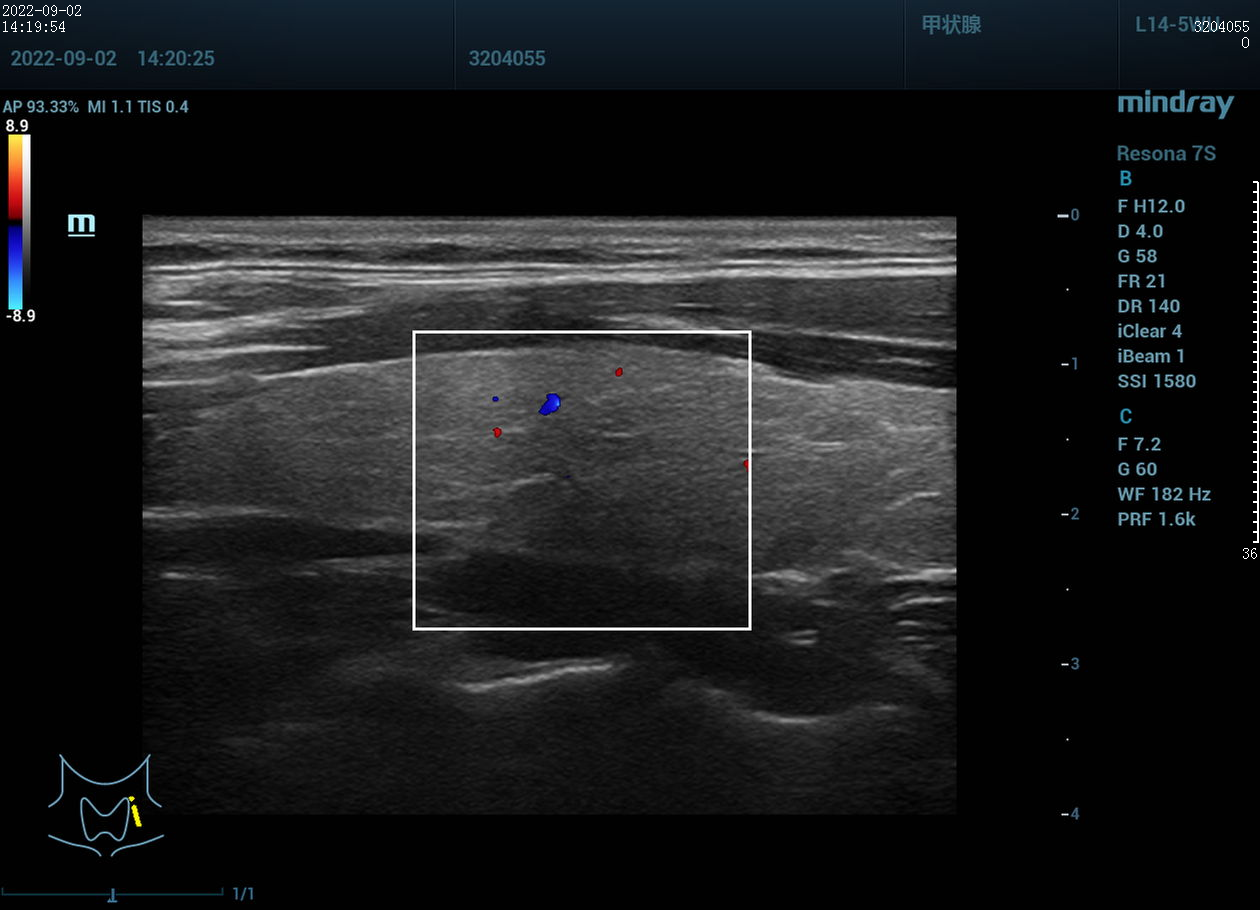 2022-09-02
14:19:54
甲状腺
3204055
0
2022-09-02 14:20:25
3204055
AP 93.33% MI 1.1 TIS 0.4
mindray
8.9
-8.9
m
Resona 7S
B
F H12.0
D 4.0
G 58
FR 21
DR 140
iClear 4
iBeam 1
SSI 1580
C
F 7.2
G 60
WF 182 Hz
PRF 1.6k
0
1
2
3
4
36
1/1